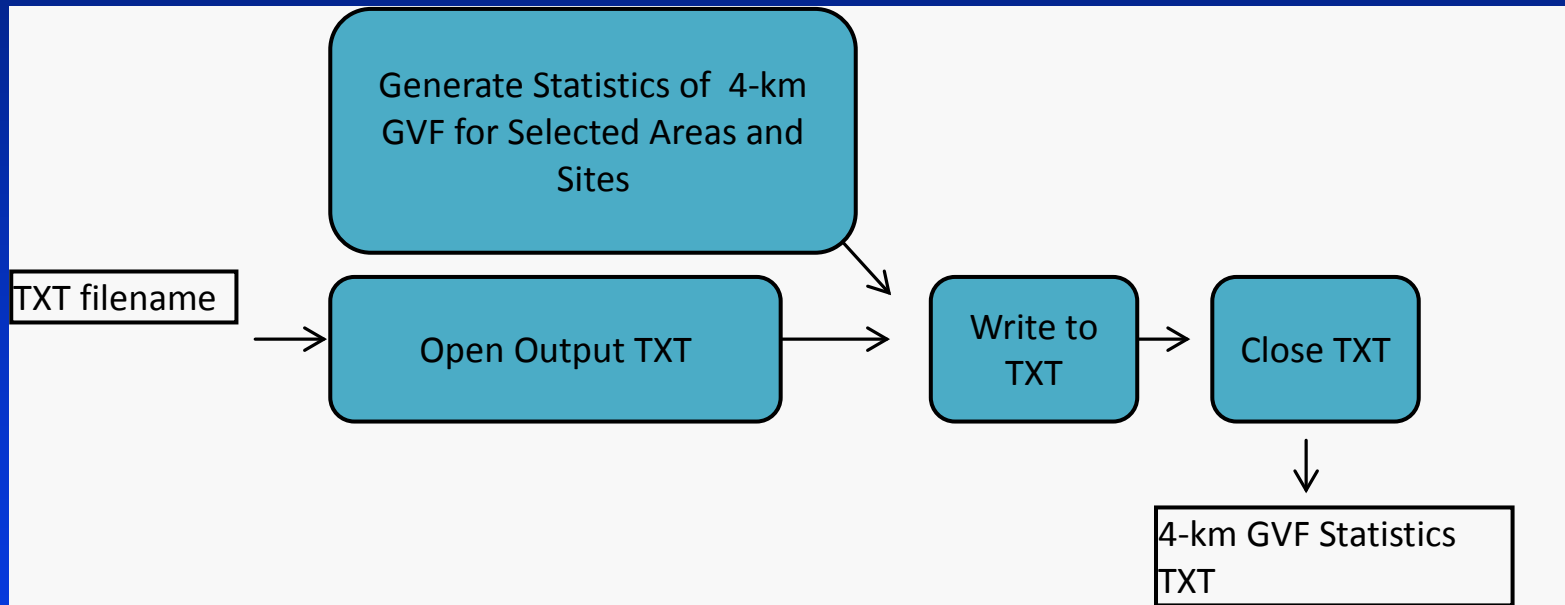 Generate Statistics of 4-km
GVF for Selected Areas and
Sites
TXT filename
Open Output TXT
Write to
TXT
Close TXT
4-km GVF Statistics
TXT